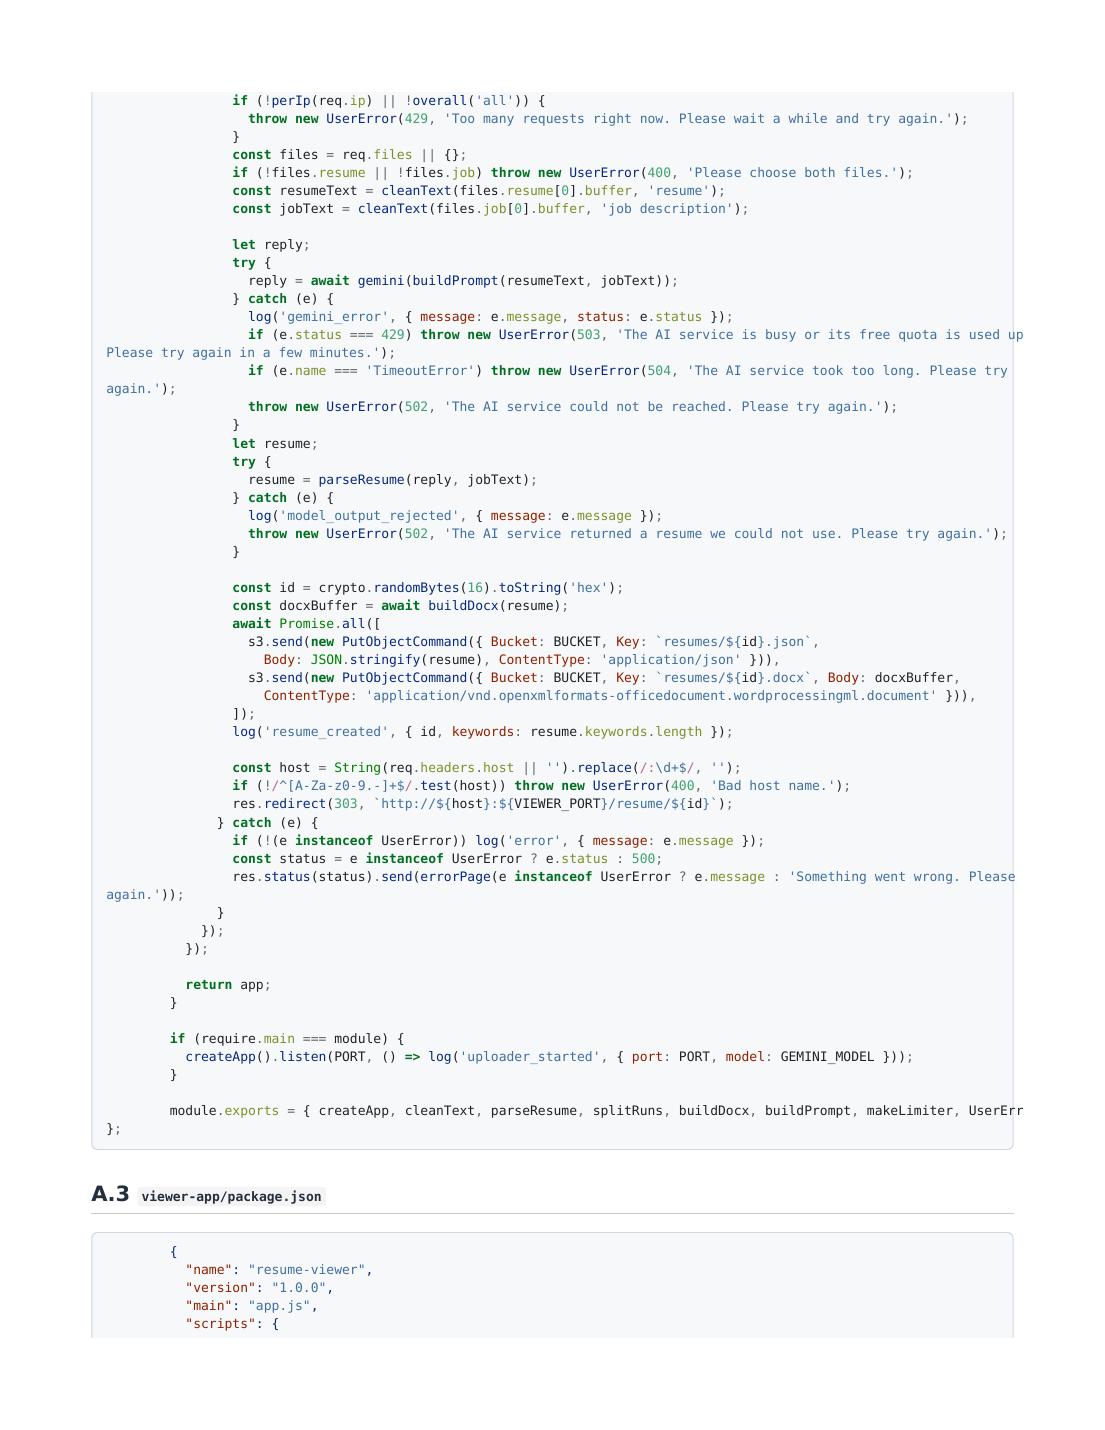 if (!perIp(req.ip) || !overall('all')) {
throw new UserError(429, 'Too many requests right now. Please wait a while and try again.');
}
const files = req.files || {};
if (!files.resume || !files.job) throw new UserError(400, 'Please choose both files.');
const resumeText = cleanText(files.resume[0].buffer, 'resume');
const jobText = cleanText(files.job[0].buffer, 'job description');
let reply;
try {
reply = await gemini(buildPrompt(resumeText, jobText));
} catch (e) {
log('gemini_error', { message: e.message, status: e.status });
if (e.status === 429) throw new UserError(503, 'The AI service is busy or its free quota is used up
Please try again in a few minutes.');
if (e.name === 'TimeoutError') throw new UserError(504, 'The AI service took too long. Please try
again.');
throw new UserError(502, 'The AI service could not be reached. Please try again.');
}
let resume;
try {
resume = parseResume(reply, jobText);
} catch (e) {
log('model_output_rejected', { message: e.message });
throw new UserError(502, 'The AI service returned a resume we could not use. Please try again.');
}
const id = crypto.randomBytes(16).toString('hex');
const docxBuffer = await buildDocx(resume);
await Promise.all([
s3.send(new PutObjectCommand({ Bucket: BUCKET, Key: `resumes/${id}.json`,
Body: JSON.stringify(resume), ContentType: 'application/json' })),
s3.send(new PutObjectCommand({ Bucket: BUCKET, Key: `resumes/${id}.docx`, Body: docxBuffer,
ContentType: 'application/vnd.openxmlformats-officedocument.wordprocessingml.document' })),
]);
log('resume_created', { id, keywords: resume.keywords.length });
const host = String(req.headers.host || '').replace(/:\d+$/, '');
if (!/^[A-Za-z0-9.-]+$/.test(host)) throw new UserError(400, 'Bad host name.');
res.redirect(303, `http://${host}:${VIEWER_PORT}/resume/${id}`);
} catch (e) {
if (!(e instanceof UserError)) log('error', { message: e.message });
const status = e instanceof UserError ? e.status : 500;
res.status(status).send(errorPage(e instanceof UserError ? e.message : 'Something went wrong. Please
again.'));
}
});
});
return app;
}
if (require.main === module) {
createApp().listen(PORT, () => log('uploader_started', { port: PORT, model: GEMINI_MODEL }));
}
module.exports = { createApp, cleanText, parseResume, splitRuns, buildDocx, buildPrompt, makeLimiter, UserErr
};
A.3 viewer-app/package.json
{
"name": "resume-viewer",
"version": "1.0.0",
"main": "app.js",
"scripts": {